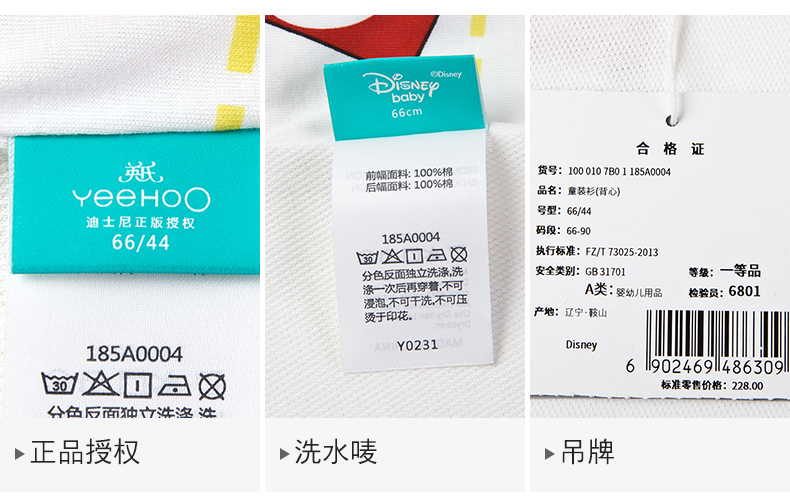 英氏
YeeHoO
迪士尼正版授权
66/44
185A0004
30
分色反面独立洗涤,洗
正品授权
Disney
©Disney
baby
66cm
前幅面料: 100%棉
后幅面料: 100%棉
185A0004
30
分色反面独立洗涤,洗
涤一次后再穿着,不可
浸泡,不可干洗,不可压
烫于印花。
Y0231
洗水唛
合格证
货号: 100 010 7B0 1 185A0004
品名: 童装衫(背心)
号型: 66/44
码段: 66-90
执行标准: FZ/T 73025-2013
安全类别: GB 31701
等级: 一等品
A类: 婴幼儿用品
检验员: 6801
产地: 辽宁·鞍山
Disney
6 902469 486309
标准零售价格: 228.00
吊牌